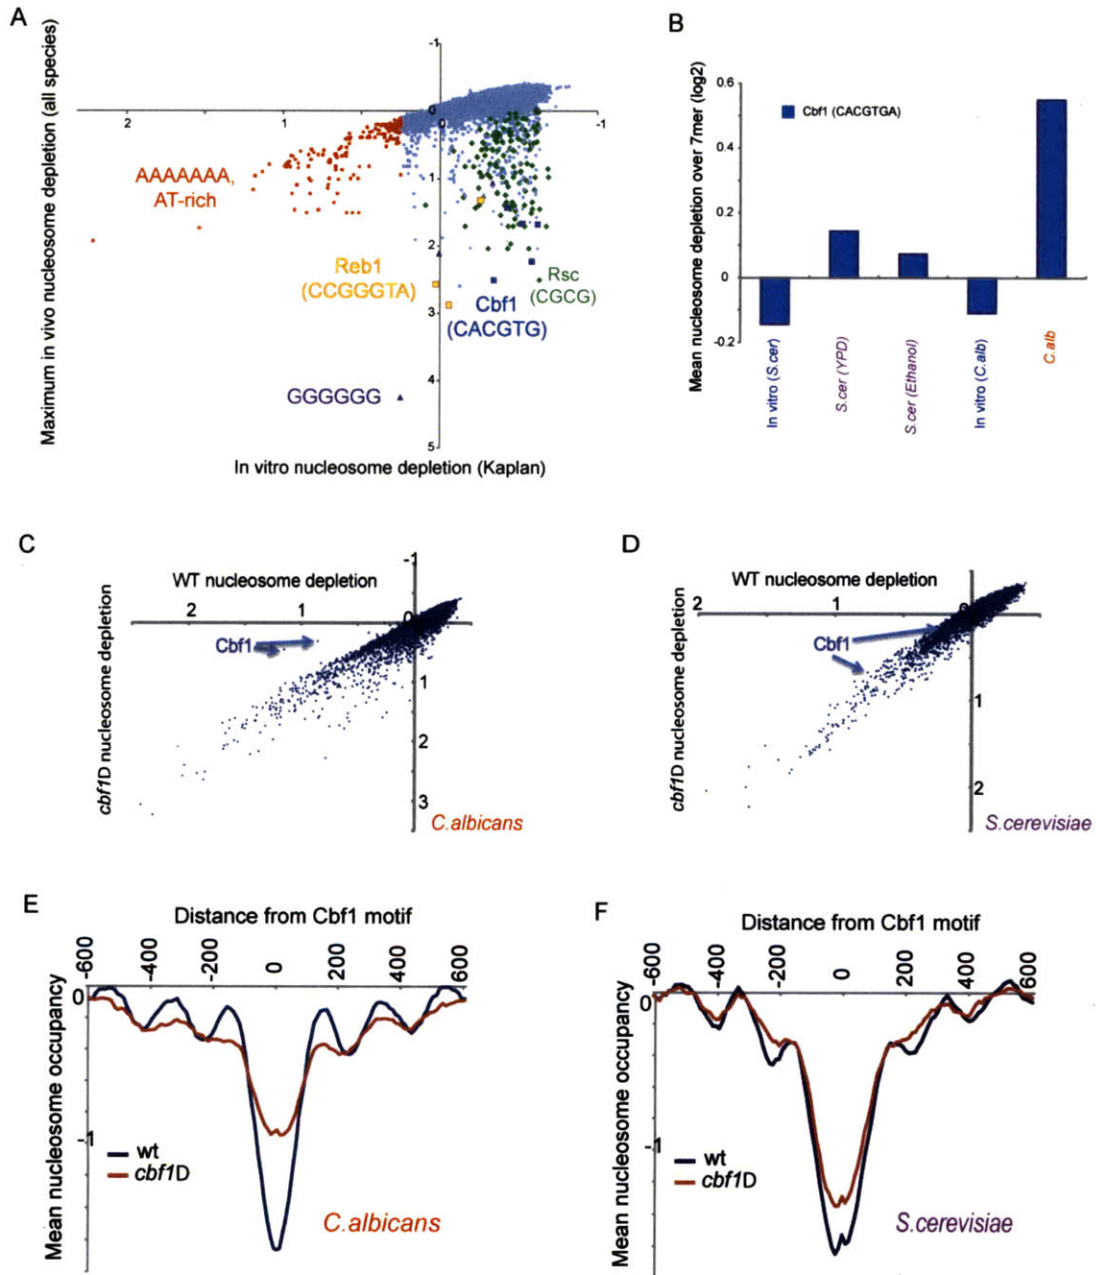 A
Maximum in vivo nucleosome depletion (all species)
-1
2
1
0
0
-1
1
2
3
4
5
AAAAAAA,
AT-rich
Reb1
(CCGGGTA)
Cbf1
(CACGTG)
Rsc
(CGCG)
GGGGGG
In vitro nucleosome depletion (Kaplan)
B
Mean nucleosome depletion over 7mer (log2)
0.6
0.4
0.2
0
-0.2
Cbf1 (CACGTGA)
In vitro (S.cer)
S.cer (YPD)
S.cer (Ethanol)
In vitro (C.alb)
C.alb
C
WT nucleosome depletion
cbf1D nucleosome depletion
-1
2
1
0
1
2
3
Cbf1
C.albicans
D
WT nucleosome depletion
cbf1D nucleosome depletion
2
1
0
1
2
Cbf1
S.cerevisiae
E
Distance from Cbf1 motif
-600
-400
-200
0
200
400
600
Mean nucleosome occupancy
0
-1
wt
cbf1D
C.albicans
F
Distance from Cbf1 motif
-600
-400
-200
0
200
400
600
Mean nucleosome occupancy
0
-1
wt
cbf1D
S.cerevisiae